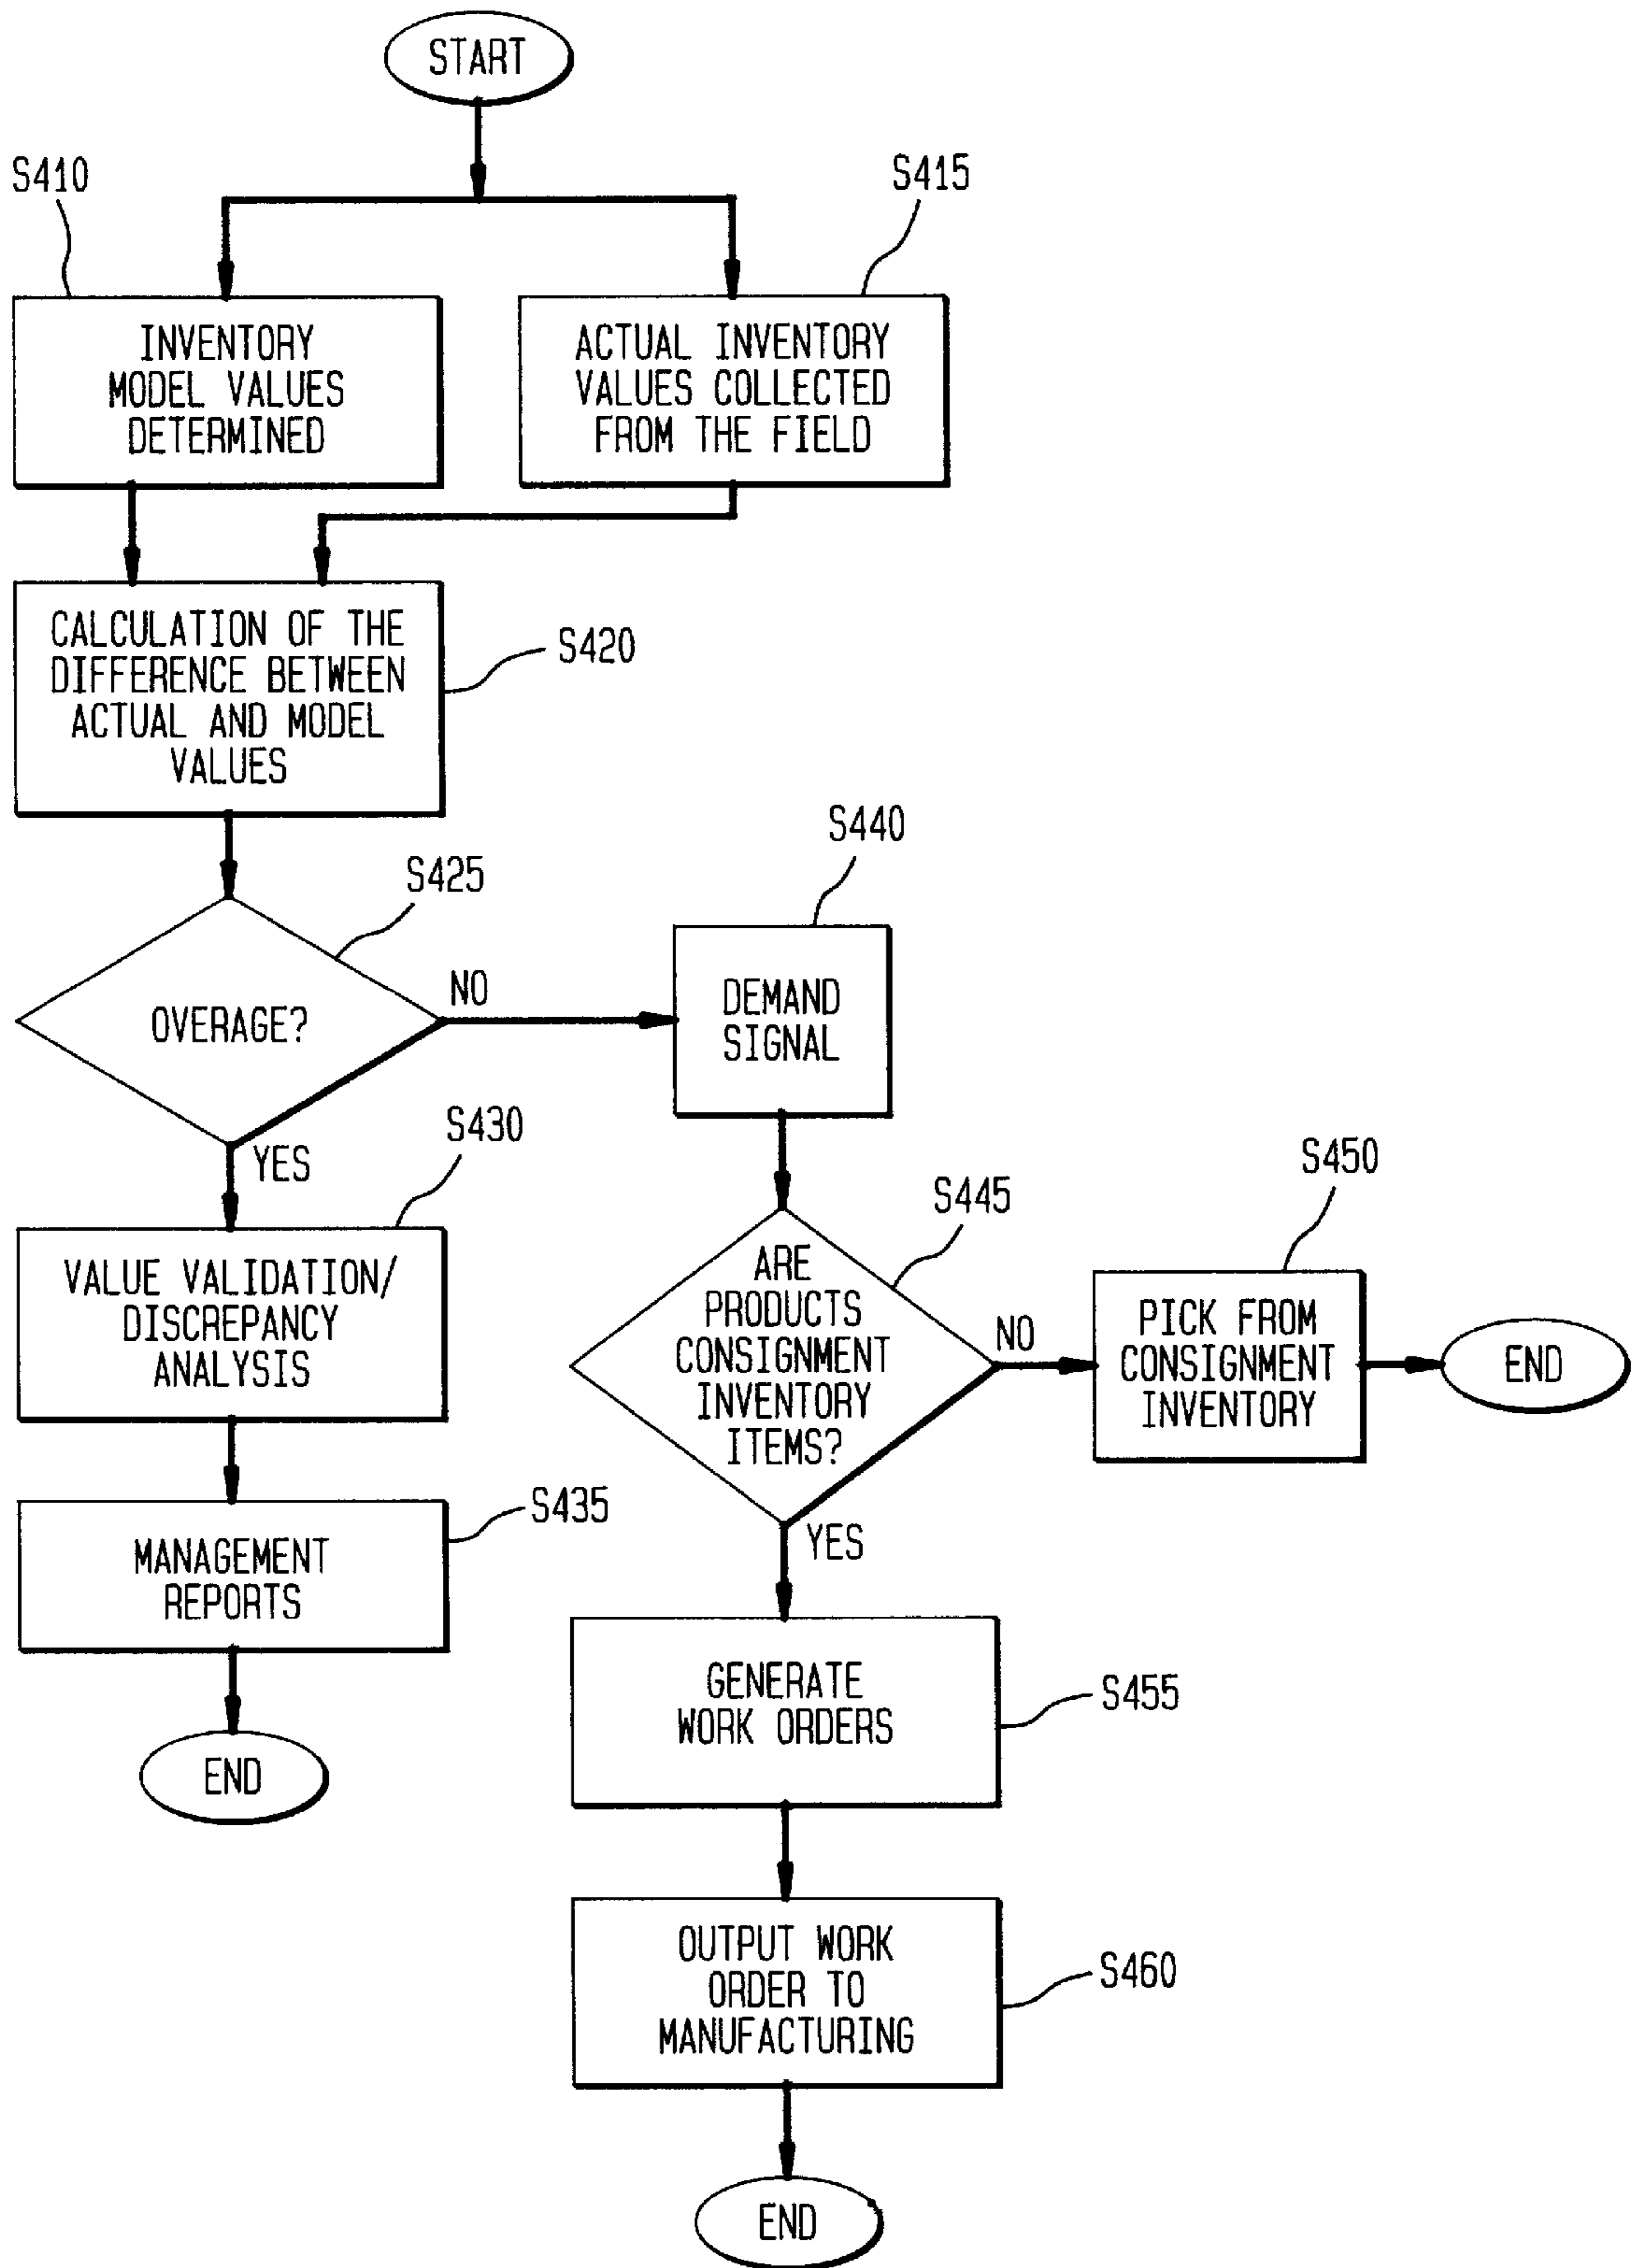 START
S410
S415
INVENTORY
MODEL VALUES
DETERMINED
ACTUAL INVENTORY
VALUES COLLECTED
FROM THE FIELD
CALCULATION OF THE
DIFFERENCE BETWEEN
ACTUAL AND MODEL
VALUES
S420
S425
OVERAGE?
NO
YES
S440
DEMAND
SIGNAL
S430
VALUE VALIDATION/
DISCREPANCY
ANALYSIS
S445
ARE
PRODUCTS
CONSIGNMENT
INVENTORY
ITEMS?
NO
YES
S450
PICK FROM
CONSIGNMENT
INVENTORY
END
S435
MANAGEMENT
REPORTS
END
GENERATE
WORK ORDERS
S455
OUTPUT WORK
ORDER TO
MANUFACTURING
S460
END